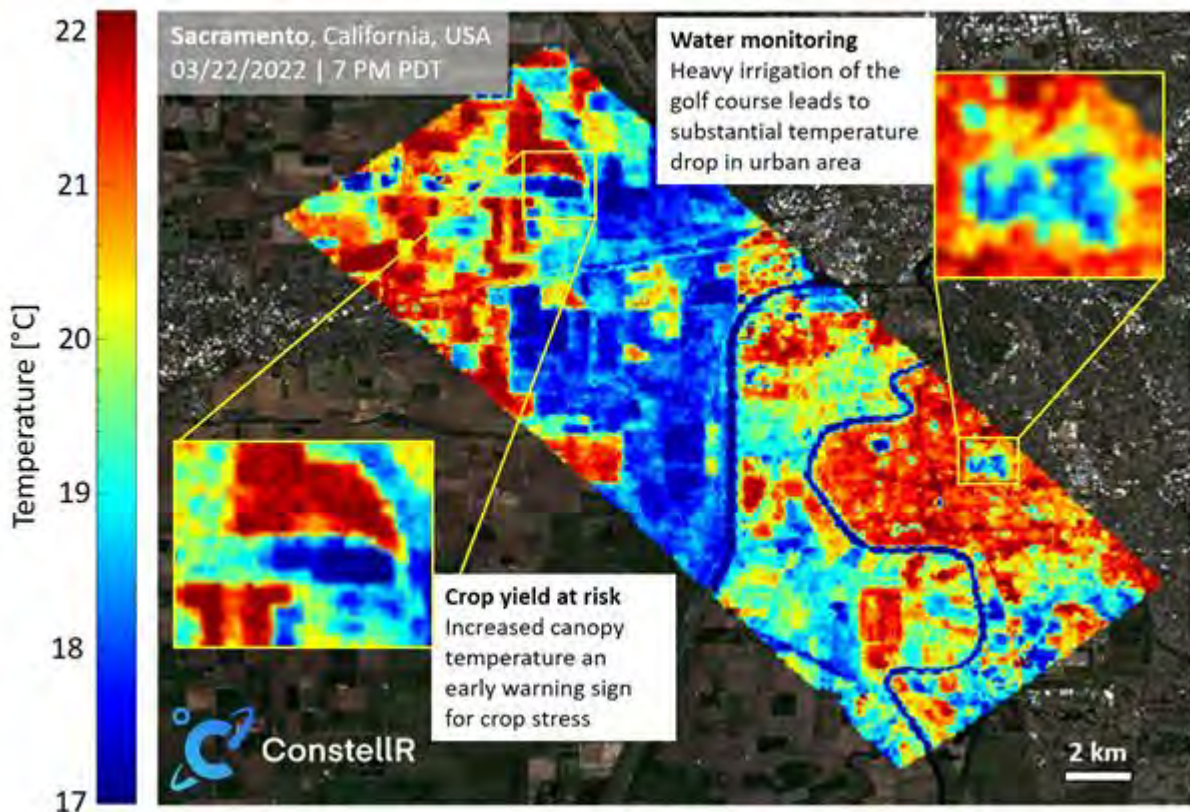 22
21
20
19
18
17
Temperature [°C]
Sacramento, California, USA
03/22/2022 | 7 PM PDT
Water monitoring
Heavy irrigation of the
golf course leads to
substantial temperature
drop in urban area
Crop yield at risk
Increased canopy
temperature an
early warning sign
for crop stress
ConstellR
2 km